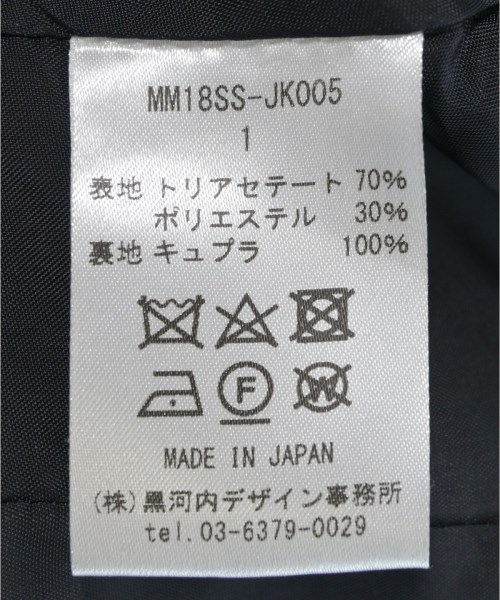 MM18SS-JK005
1
表地 トリアセテート 70%
ポリエステル 30%
裏地 キュプラ 100%
F
W
MADE IN JAPAN
(株)黒河内デザイン事務所
tel.03-6379-0029